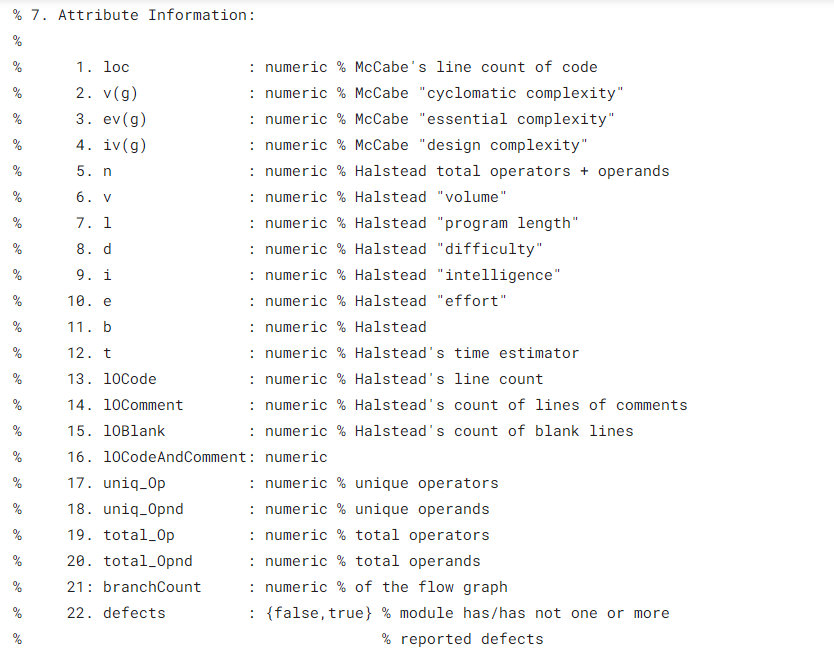 % 7. Attribute Information:
%
%      1. loc             : numeric % McCabe's line count of code
%      2. v(g)            : numeric % McCabe "cyclomatic complexity"
%      3. ev(g)           : numeric % McCabe "essential complexity"
%      4. iv(g)           : numeric % McCabe "design complexity"
%      5. n               : numeric % Halstead total operators + operands
%      6. v               : numeric % Halstead "volume"
%      7. l               : numeric % Halstead "program length"
%      8. d               : numeric % Halstead "difficulty"
%      9. i               : numeric % Halstead "intelligence"
%     10. e               : numeric % Halstead "effort"
%     11. b               : numeric % Halstead
%     12. t               : numeric % Halstead's time estimator
%     13. lOCode          : numeric % Halstead's line count
%     14. lOComment       : numeric % Halstead's count of lines of comments
%     15. lOBlank         : numeric % Halstead's count of blank lines
%     16. lOCodeAndComment: numeric
%     17. uniq_Op         : numeric % unique operators
%     18. uniq_Opnd       : numeric % unique operands
%     19. total_Op        : numeric % total operators
%     20. total_Opnd      : numeric % total operands
%     21: branchCount     : numeric % of the flow graph
%     22. defects         : {false,true} % module has/has not one or more
%                                        % reported defects